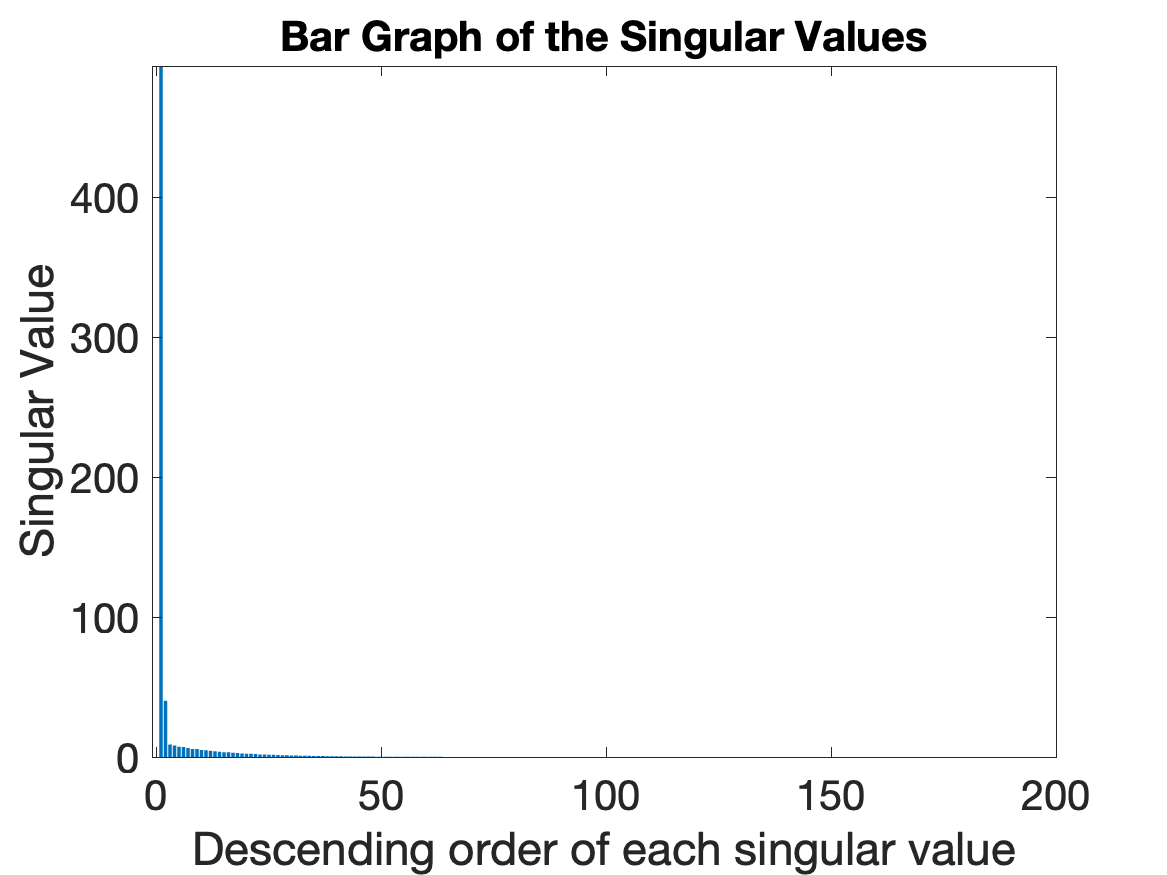 Bar Graph of the Singular Values
400
300
200
100
0
Singular Value
0 50 100 150 200
Descending order of each singular value